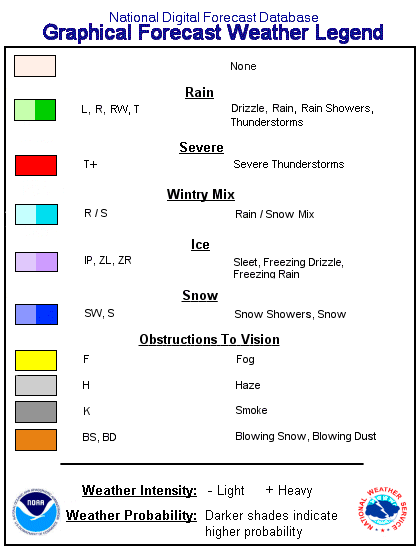 National Digital Forecast Database
Graphical Forecast Weather Legend
None
Rain
L, R, RW, T Drizzle, Rain, Rain Showers,
Thunderstorms
Severe
T+ Severe Thunderstorms
Wintry Mix
R / S Rain / Snow Mix
Ice
IP, ZL, ZR Sleet, Freezing Drizzle,
Freezing Rain
Snow
SW, S Snow Showers, Snow
Obstructions To Vision
F Fog
H Haze
K Smoke
BS, BD Blowing Snow, Blowing Dust
Weather Intensity: - Light + Heavy
Weather Probability: Darker shades indicate
higher probability
NOAA
NATIONAL WEATHER SERVICE